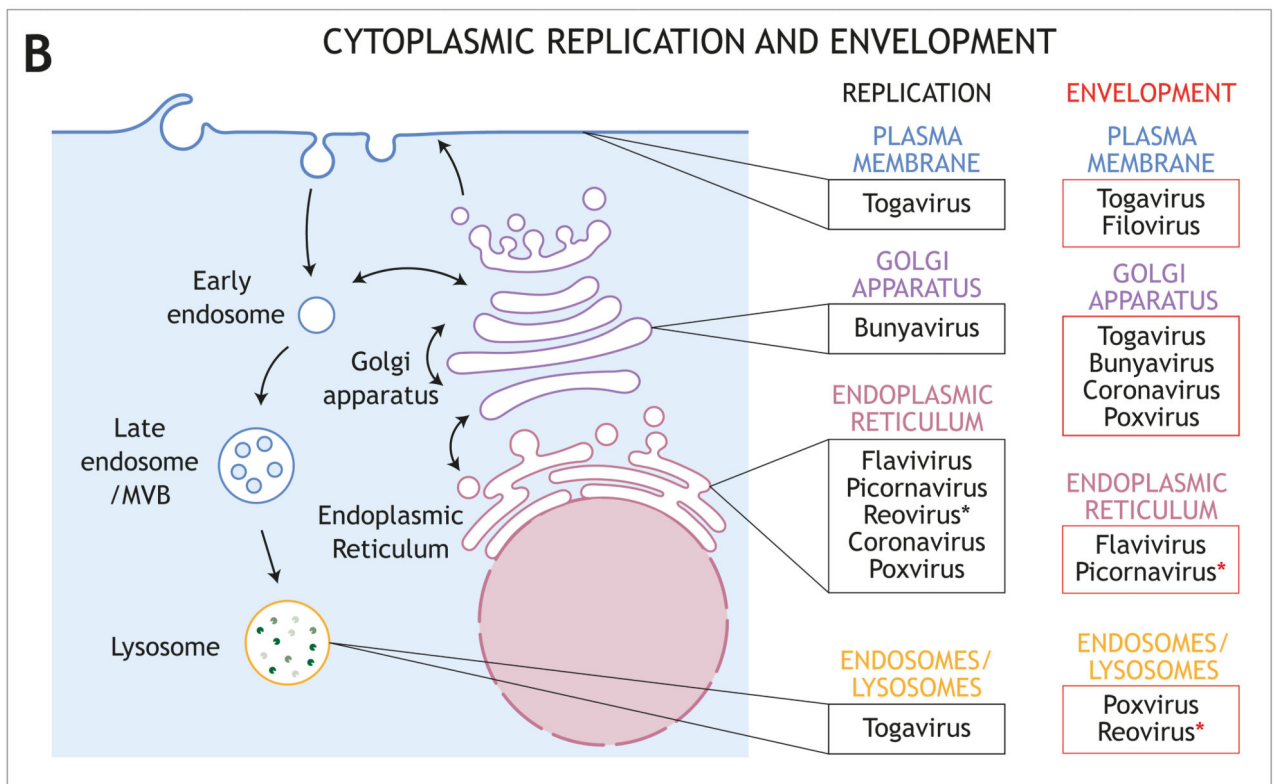 B
CYTOPLASMIC REPLICATION AND ENVELOPMENT
Early
endosome
Late
endosome
/MVB
Lysosome
Golgi
apparatus
Endoplasmic
Reticulum
REPLICATION
PLASMA
MEMBRANE
Togavirus
GOLGI
APPARATUS
Bunyavirus
ENDOPLASMIC
RETICULUM
Flavivirus
Picornavirus
Reovirus*
Coronavirus
Poxvirus
ENDOSOMES/
LYSOSOMES
Togavirus
ENVELOPMENT
PLASMA
MEMBRANE
Togavirus
Filovirus
GOLGI
APPARATUS
Togavirus
Bunyavirus
Coronavirus
Poxvirus
ENDOPLASMIC
RETICULUM
Flavivirus
Picornavirus*
ENDOSOMES/
LYSOSOMES
Poxvirus
Reovirus*